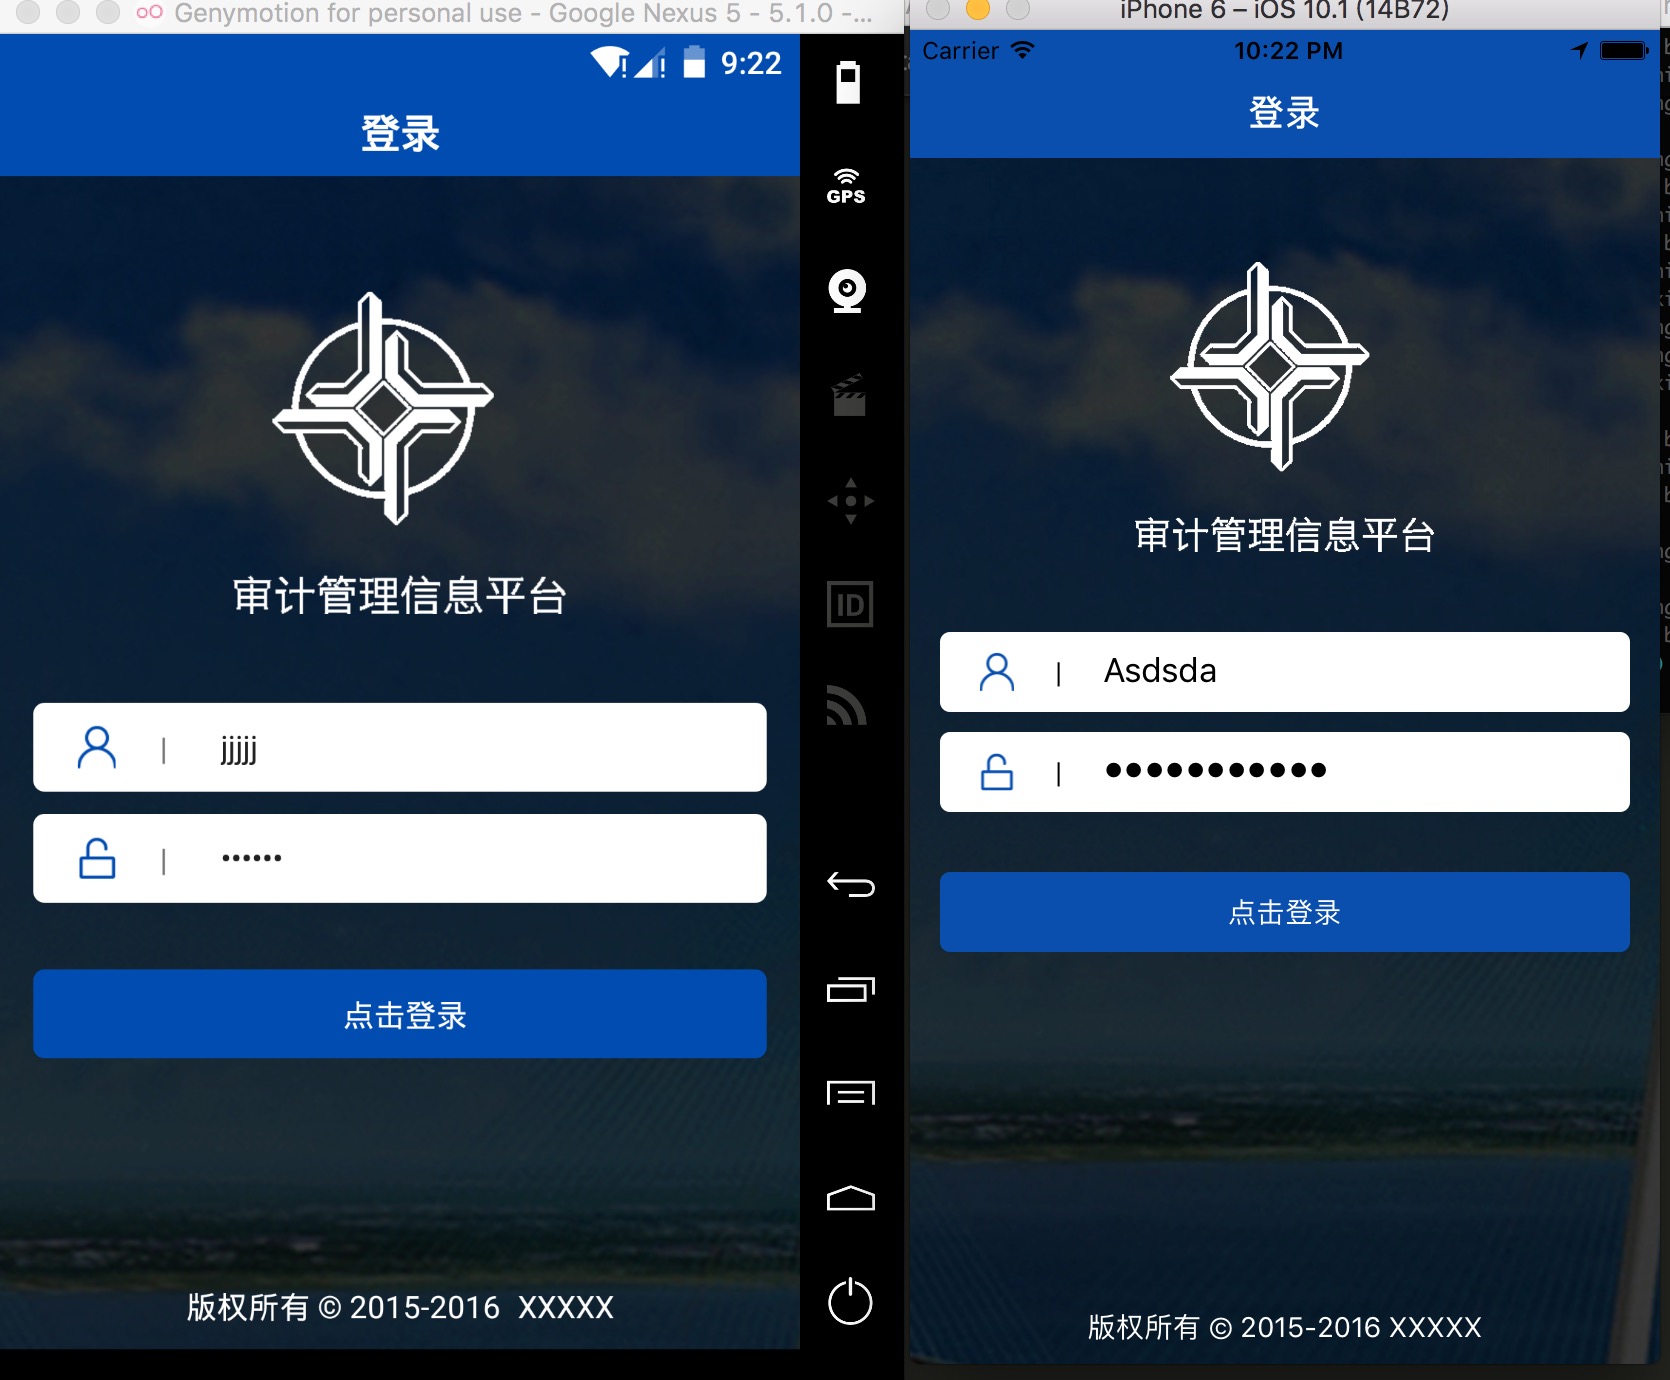 Genymotion for personal use - Google Nexus 5 - 5.1.0 -...
9:22
登录
GPS
审计管理信息平台
ID
| jjjjj
| ••••••
点击登录
版权所有 © 2015-2016 XXXXX
iPhone 6 – iOS 10.1 (14B72)
Carrier 10:22 PM
登录
审计管理信息平台
| Asdsda
| •••••••••••
点击登录
版权所有 © 2015-2016 XXXXX